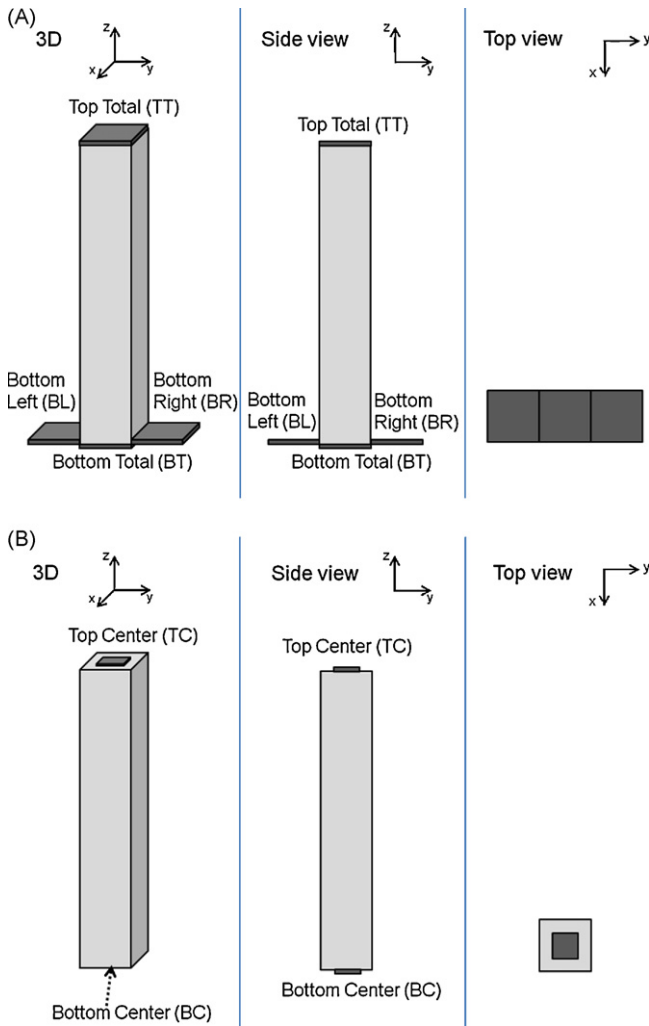 (A)
3D
z
x
y
Side view
z
y
Top view
y
x
Top Total (TT)
Top Total (TT)
Bottom
Left (BL)
Bottom
Right (BR)
Bottom Total (BT)
Bottom
Left (BL)
Bottom
Right (BR)
Bottom Total (BT)
(B)
3D
z
x
y
Side view
z
y
Top view
y
x
Top Center (TC)
Top Center (TC)
Bottom Center (BC)
Bottom Center (BC)